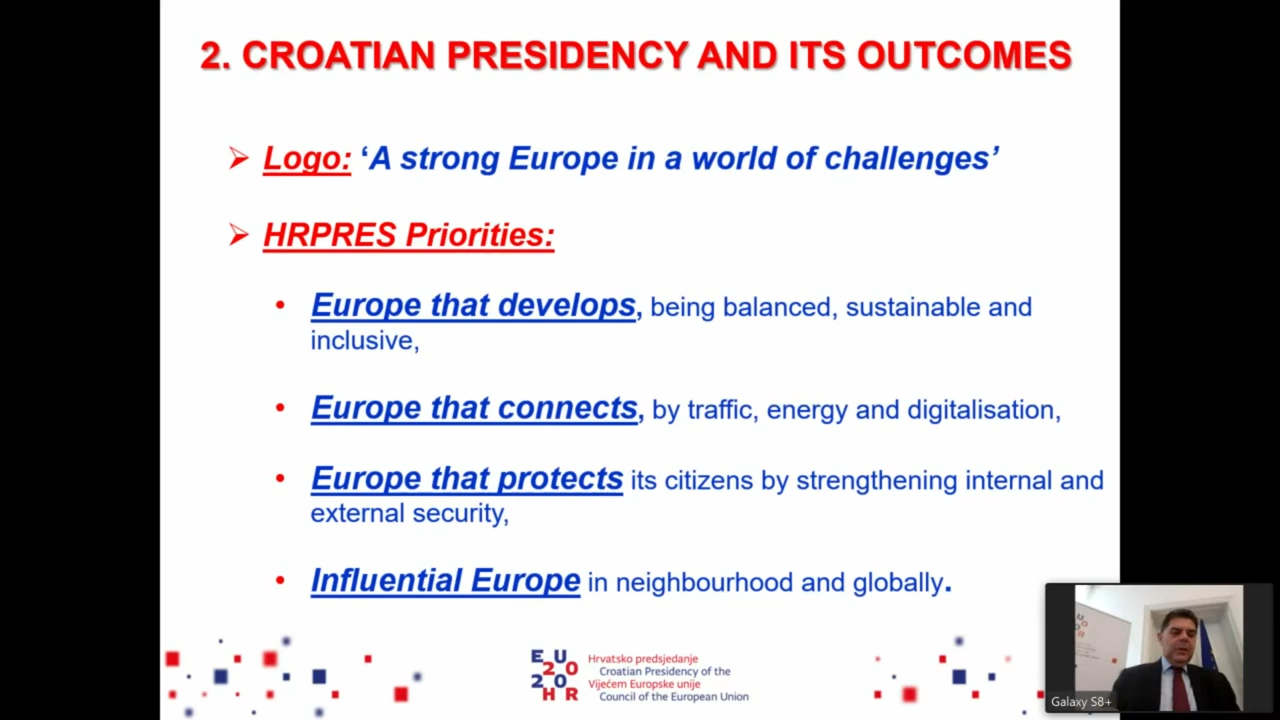 2. CROATIAN PRESIDENCY AND ITS OUTCOMES
Logo: ‘A strong Europe in a world of challenges’
HRPRES Priorities:
Europe that develops, being balanced, sustainable and
inclusive,
Europe that connects, by traffic, energy and digitalisation,
Europe that protects its citizens by strengthening internal and
external security,
Influential Europe in neighbourhood and globally.
EU
2020
HR
Hrvatsko predsjedanje
Croatian Presidency of the
Vijećem Europske unije
Council of the European Union
Galaxy S8+